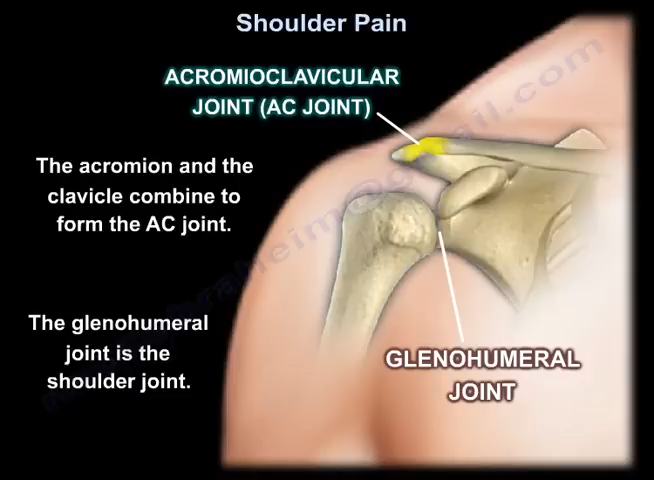 Shoulder Pain
ACROMIOCLAVICULAR
JOINT (AC JOINT)
The acromion and the
clavicle combine to
form the AC joint.
The glenohumeral
joint is the
shoulder joint.
GLENOHUMERAL
JOINT